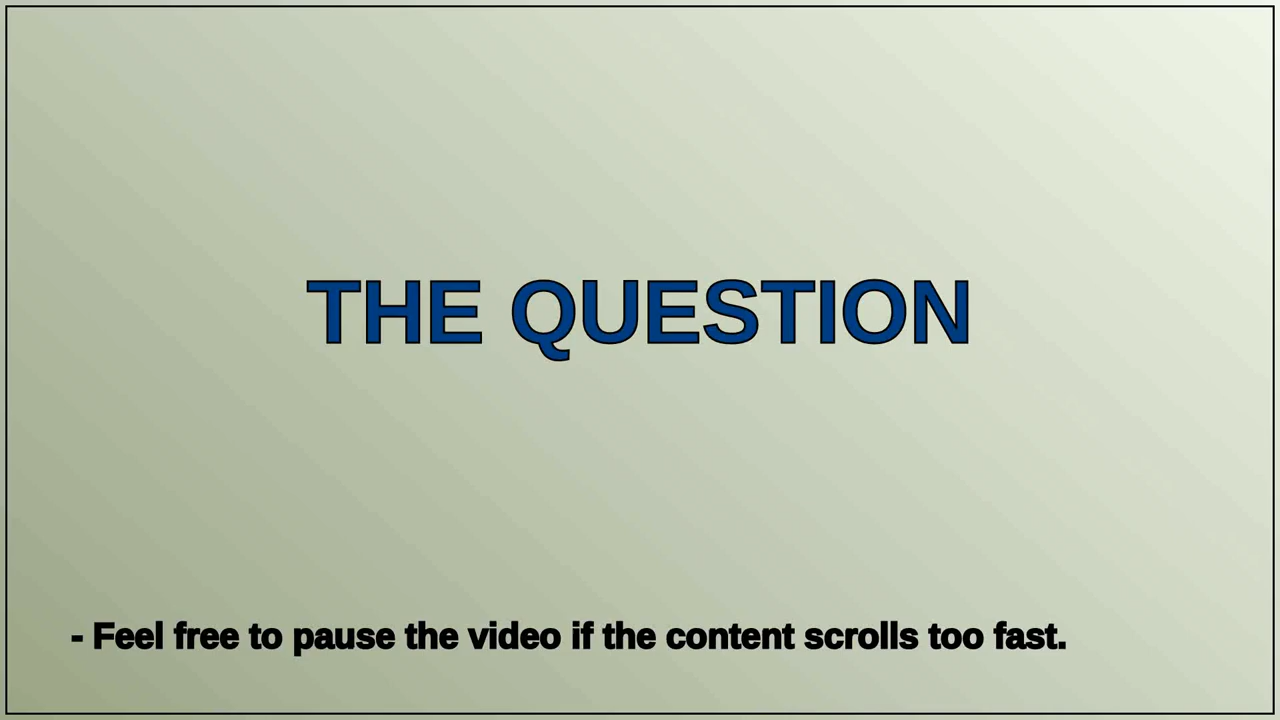 THE QUESTION
- Feel free to pause the video if the content scrolls too fast.